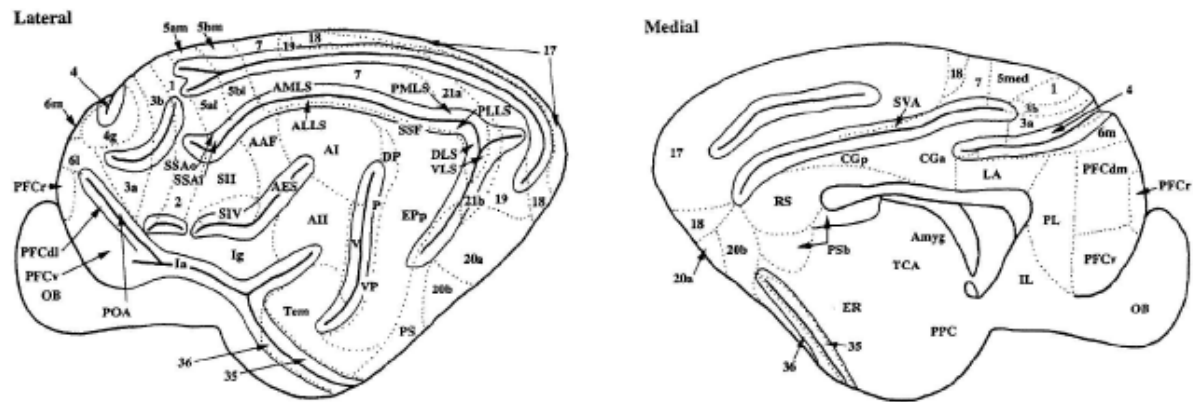 Lateral
5am 5bm 7 19 18 17
4 1 7
6m 3b 5al 5bl AMLS PMLS 21a
4g ALLS SSF PLLS
6l SSAo AAF AI DP DLS
SSAi VLS
PFCr 3a SII AES P 21b 19 18
2 SIV AII EPp
PFCdl V 20a
PFCv Ia Ig VP 20b
OB POA Tem PS
36 35
Medial
18 7 5med 1 4
SVA 3b
3a 6m
17 CGp CGa PFCdm
LA PFCr
RS PL
18 PSb Amyg
20a 20b TCA PFCv
IL
ER OB
35 PPC
36